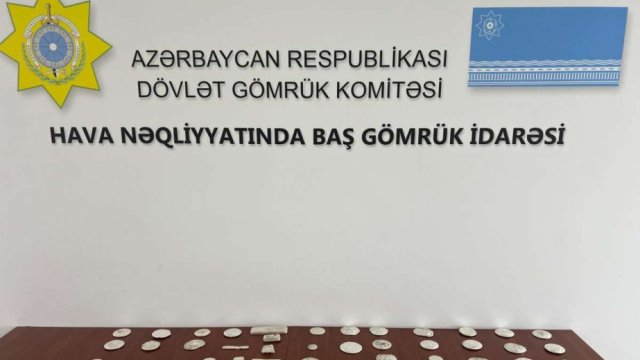 AZƏRBAYCAN RESPUBLİKASI
DÖVLƏT GÖMRÜK KOMİTƏSİ
HAVA NƏQLİYYATINDA BAŞ GÖMRÜK İDARƏSİ